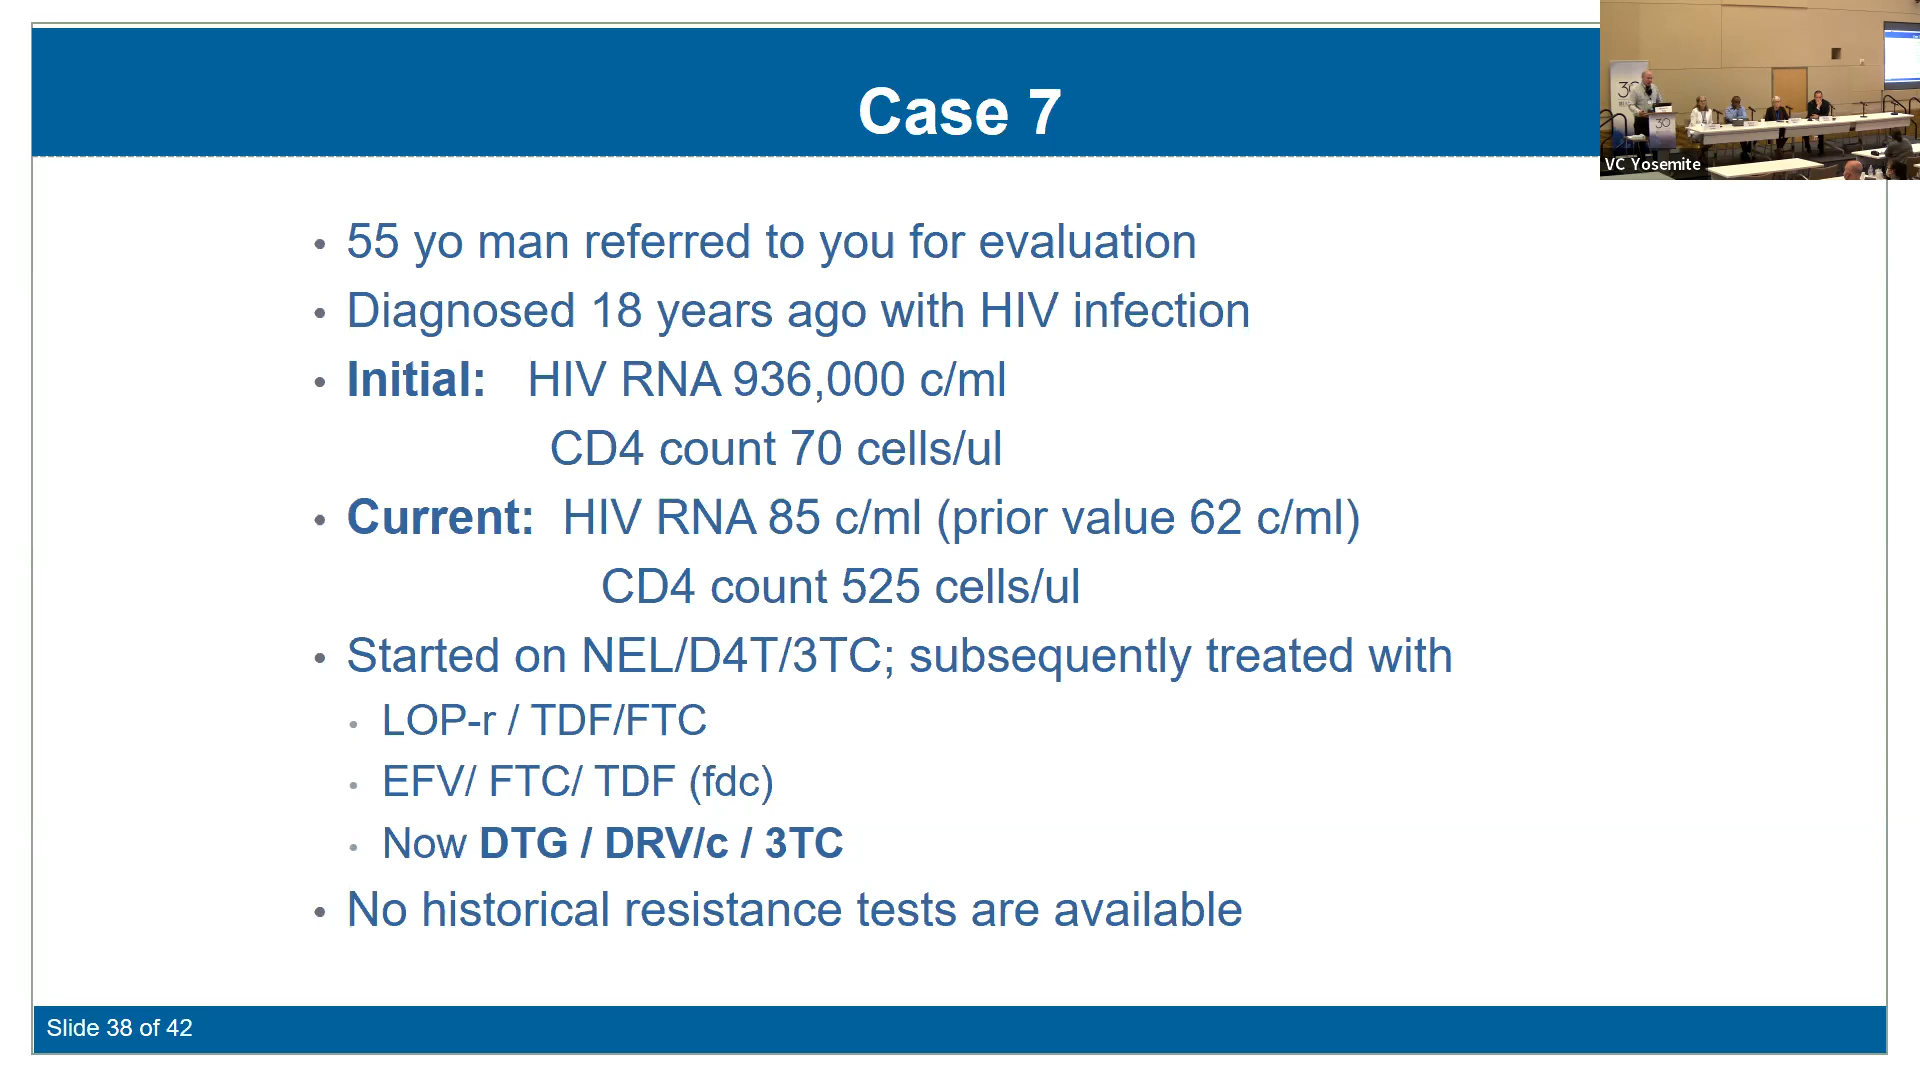 Case 7
30
30
VC Yosemite
• 55 yo man referred to you for evaluation
• Diagnosed 18 years ago with HIV infection
• Initial: HIV RNA 936,000 c/ml
CD4 count 70 cells/ul
• Current: HIV RNA 85 c/ml (prior value 62 c/ml)
CD4 count 525 cells/ul
• Started on NEL/D4T/3TC; subsequently treated with
• LOP-r / TDF/FTC
• EFV/ FTC/ TDF (fdc)
• Now DTG / DRV/c / 3TC
• No historical resistance tests are available
Slide 38 of 42